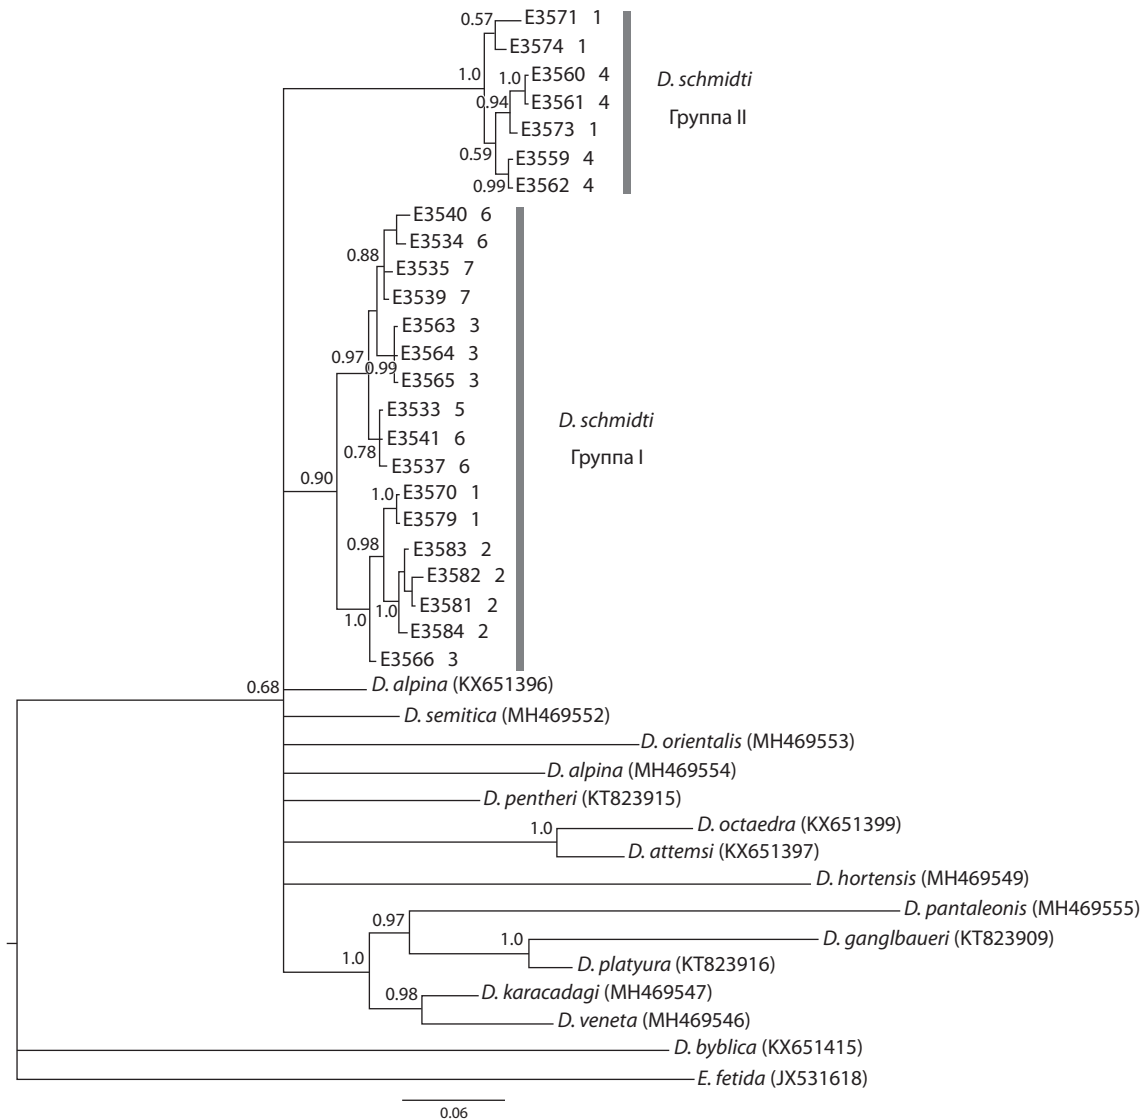 0.57
E3571 1
E3574 1
1.0
1.0
E3560 4
0.94
E3561 4
E3573 1
0.59
E3559 4
0.99
E3562 4
D. schmidti
Группа II
E3540 6
E3534 6
0.88
E3535 7
E3539 7
E3563 3
0.97
0.99
E3564 3
E3565 3
E3533 5
E3541 6
0.78
E3537 6
0.90
1.0
E3570 1
E3579 1
0.98
E3583 2
E3582 2
1.0
1.0
E3581 2
E3584 2
E3566 3
D. schmidti
Группа I
0.68
D. alpina (KX651396)
D. semitica (MH469552)
D. orientalis (MH469553)
D. alpina (MH469554)
D. pentheri (KT823915)
1.0
D. octaedra (KX651399)
D. attemsi (KX651397)
D. hortensis (MH469549)
0.97
D. pantaleonis (MH469555)
1.0
1.0
D. ganglbaueri (KT823909)
D. platyura (KT823916)
0.98
D. karacadagi (MH469547)
D. veneta (MH469546)
D. byblica (KX651415)
E. fetida (JX531618)
0.06